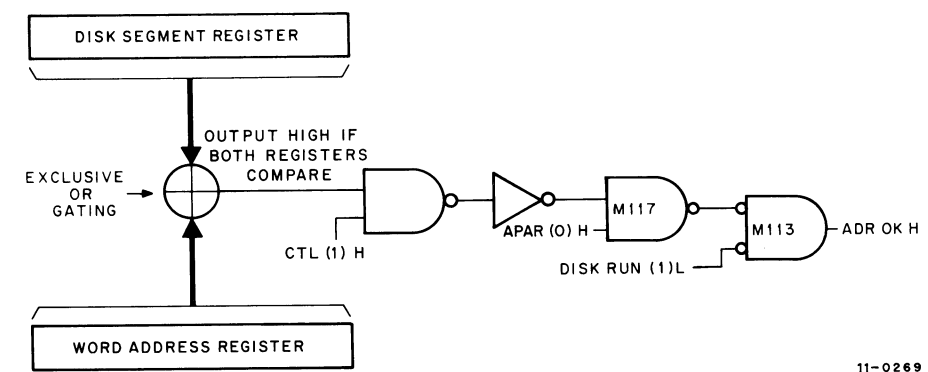 DISK SEGMENT REGISTER
OUTPUT HIGH IF
BOTH REGISTERS
COMPARE
EXCLUSIVE
OR
GATING
CTL (1) H
M117
APAR (0) H
M113
ADR OK H
DISK RUN (1) L
WORD ADDRESS REGISTER
11-0269